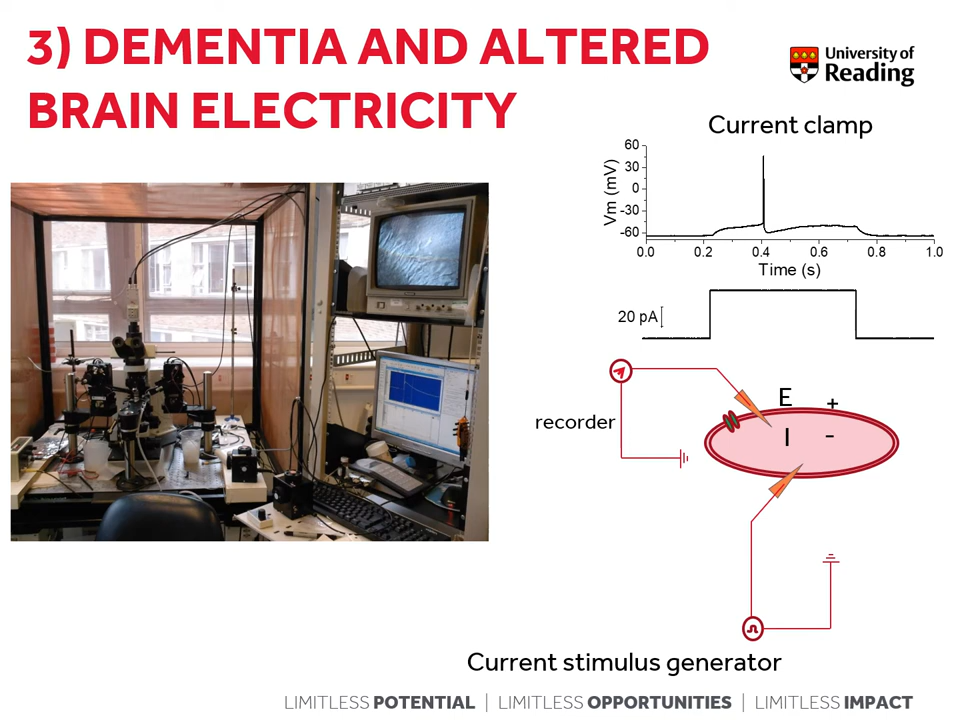 3) DEMENTIA AND ALTERED
BRAIN ELECTRICITY
University of
Reading
Current clamp
60
30
0
-30
-60
Vm (mV)
0.0 0.2 0.4 0.6 0.8 1.0
Time (s)
20 pA
recorder
E +
I -
Current stimulus generator
LIMITLESS POTENTIAL | LIMITLESS OPPORTUNITIES | LIMITLESS IMPACT